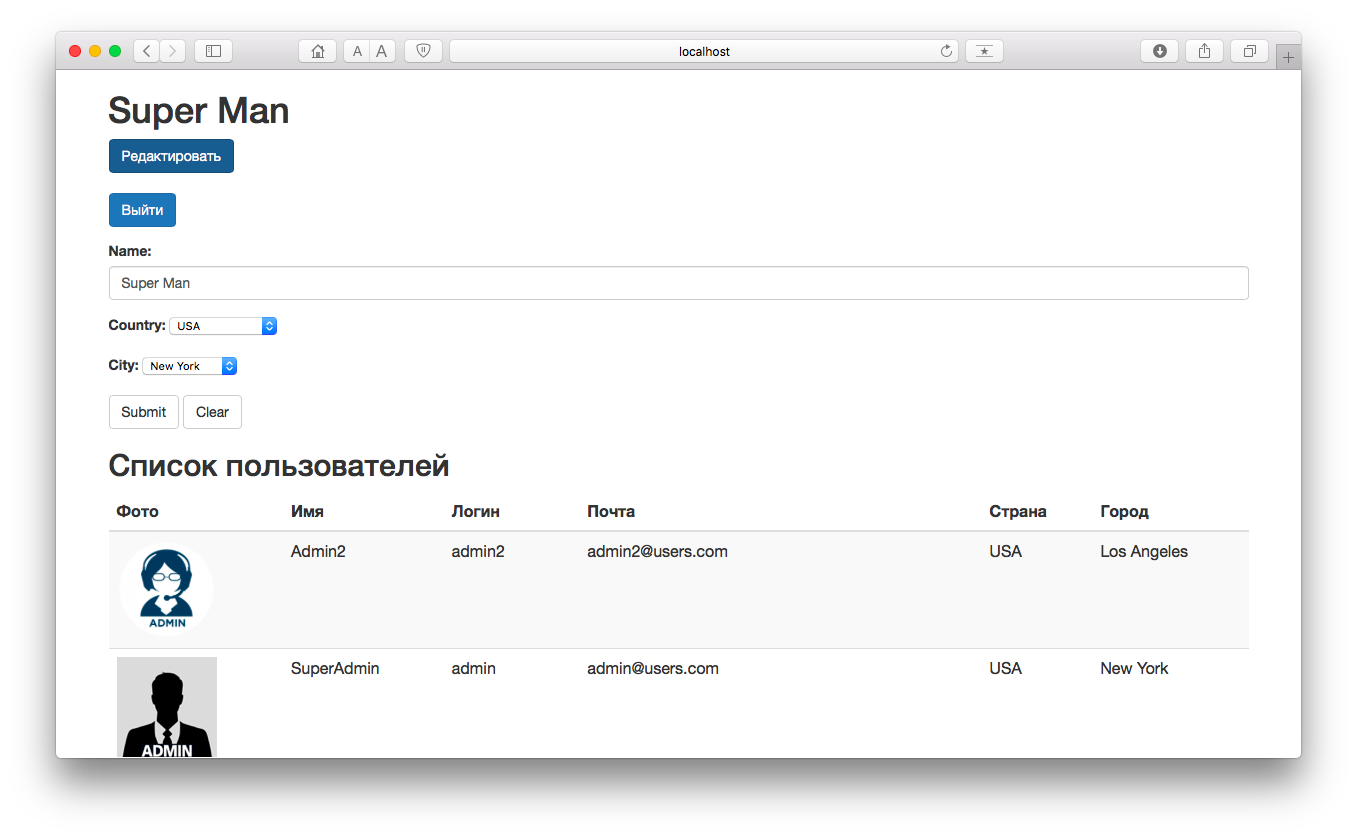 A A localhost
Super Man
Редактировать
Выйти
Name:
Super Man
Country: USA
City: New York
Submit Clear
Список пользователей
Фото Имя Логин Почта Страна Город
Admin2 admin2 admin2@users.com USA Los Angeles
ADMIN
SuperAdmin admin admin@users.com USA New York
ADMIN